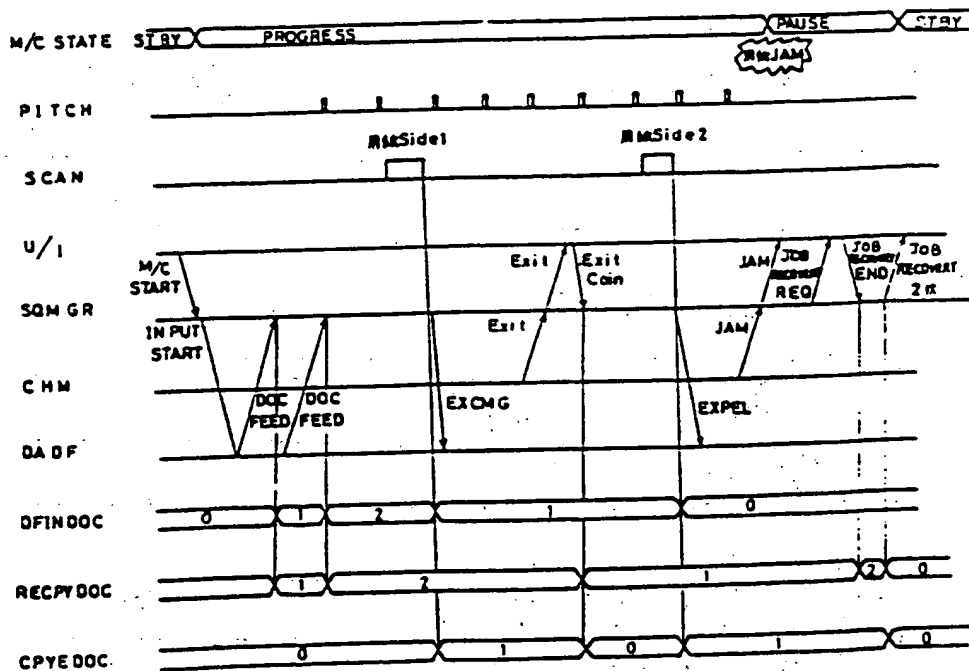 M/C STATE STBY PROGRESS PAUSE STBY
JAM
PITCH
Side1 Side2
SCAN
U/I
M/C START Exit Exit Coin JAM JOB REQ JOB END JOB RECOVERY
SQMGR
INPUT START Exit JAM
CHM
DOC FEED DOC FEED EXCMG EXPEL
DADF
DFINDOC 0 1 2 1 0
RECPYDOC 1 2 1 2 0
CPYEDOC. 0 1 0 1 0